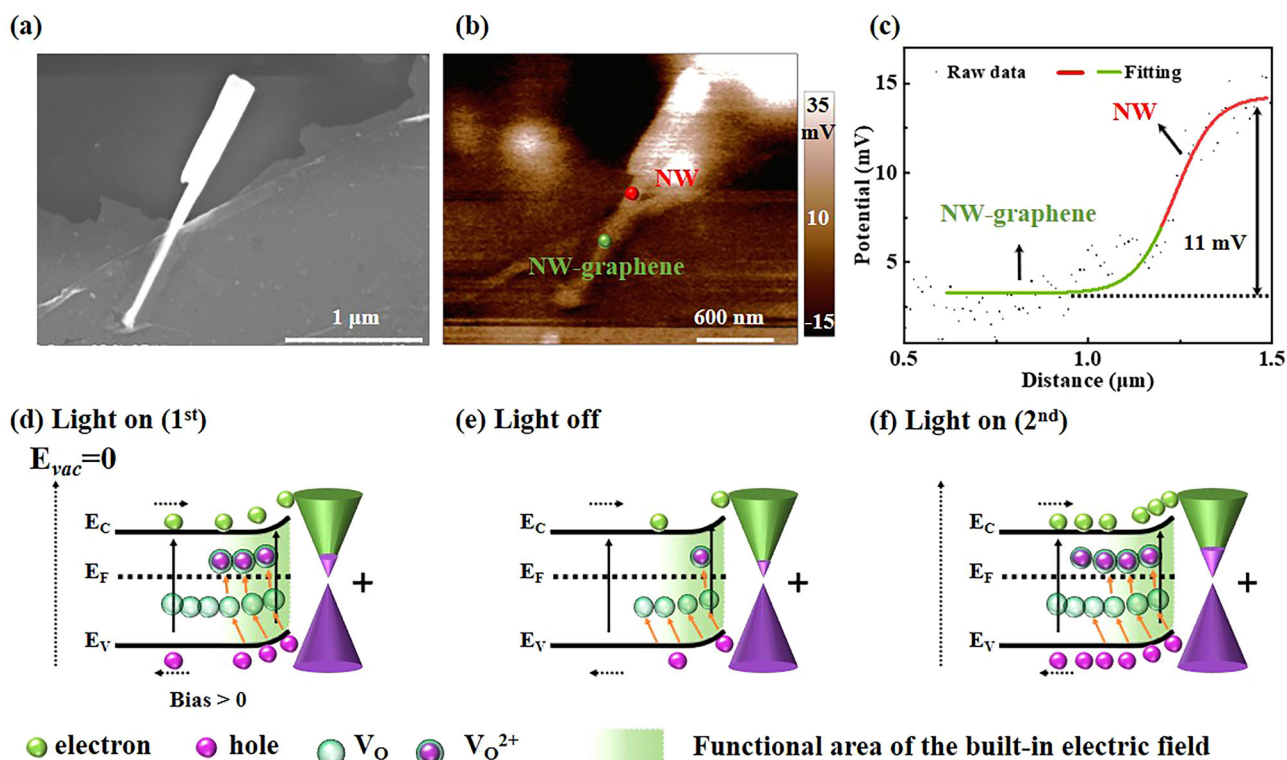 (a)
1 μm
(b)
35
mV
NW
10
NW-graphene
600 nm
-15
(c)
Raw data
Fitting
15
NW
10
NW-graphene
11 mV
5
Potential (mV)
0.5
1.0
1.5
Distance (μm)
(d) Light on (1st)
Evac=0
EC
EF
+
EV
Bias > 0
(e) Light off
EC
EF
+
EV
(f) Light on (2nd)
EC
EF
+
EV
electron
hole
VO
VO2+
Functional area of the built-in electric field